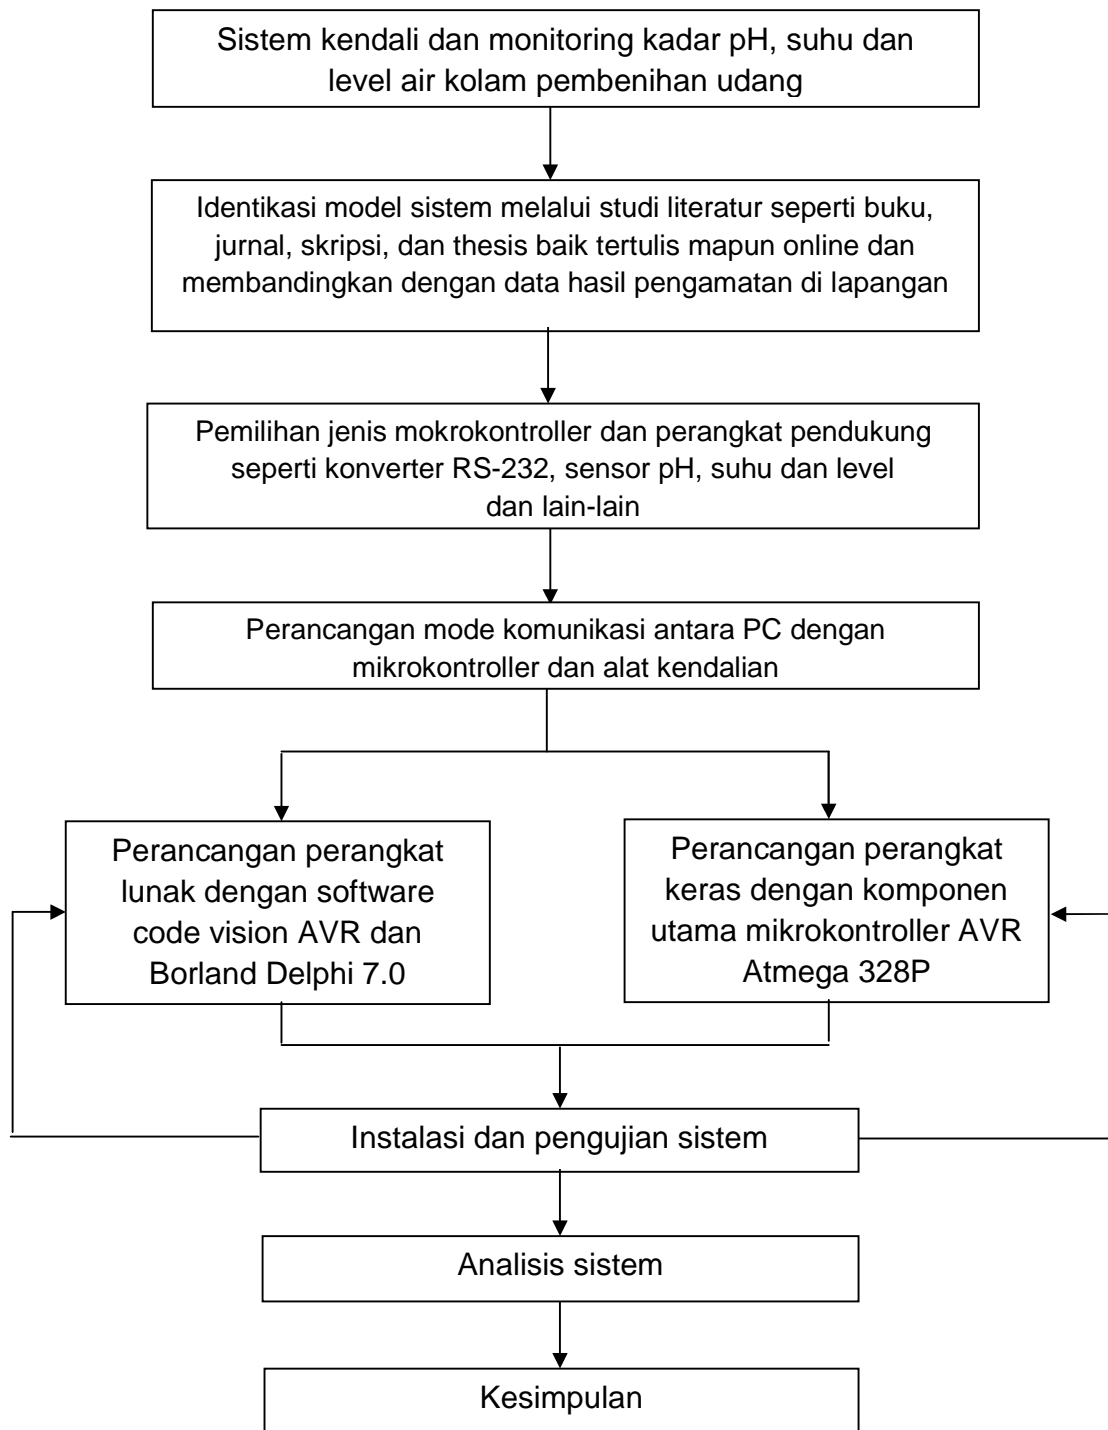 Sistem kendali dan monitoring kadar pH, suhu dan
level air kolam pembenihan udang
Identikasi model sistem melalui studi literatur seperti buku,
jurnal, skripsi, dan thesis baik tertulis mapun online dan
membandingkan dengan data hasil pengamatan di lapangan
Pemilihan jenis mokrokontroller dan perangkat pendukung
seperti konverter RS-232, sensor pH, suhu dan level
dan lain-lain
Perancangan mode komunikasi antara PC dengan
mikrokontroller dan alat kendalian
Perancangan perangkat
lunak dengan software
code vision AVR dan
Borland Delphi 7.0
Perancangan perangkat
keras dengan komponen
utama mikrokontroller AVR
Atmega 328P
Instalasi dan pengujian sistem
Analisis sistem
Kesimpulan